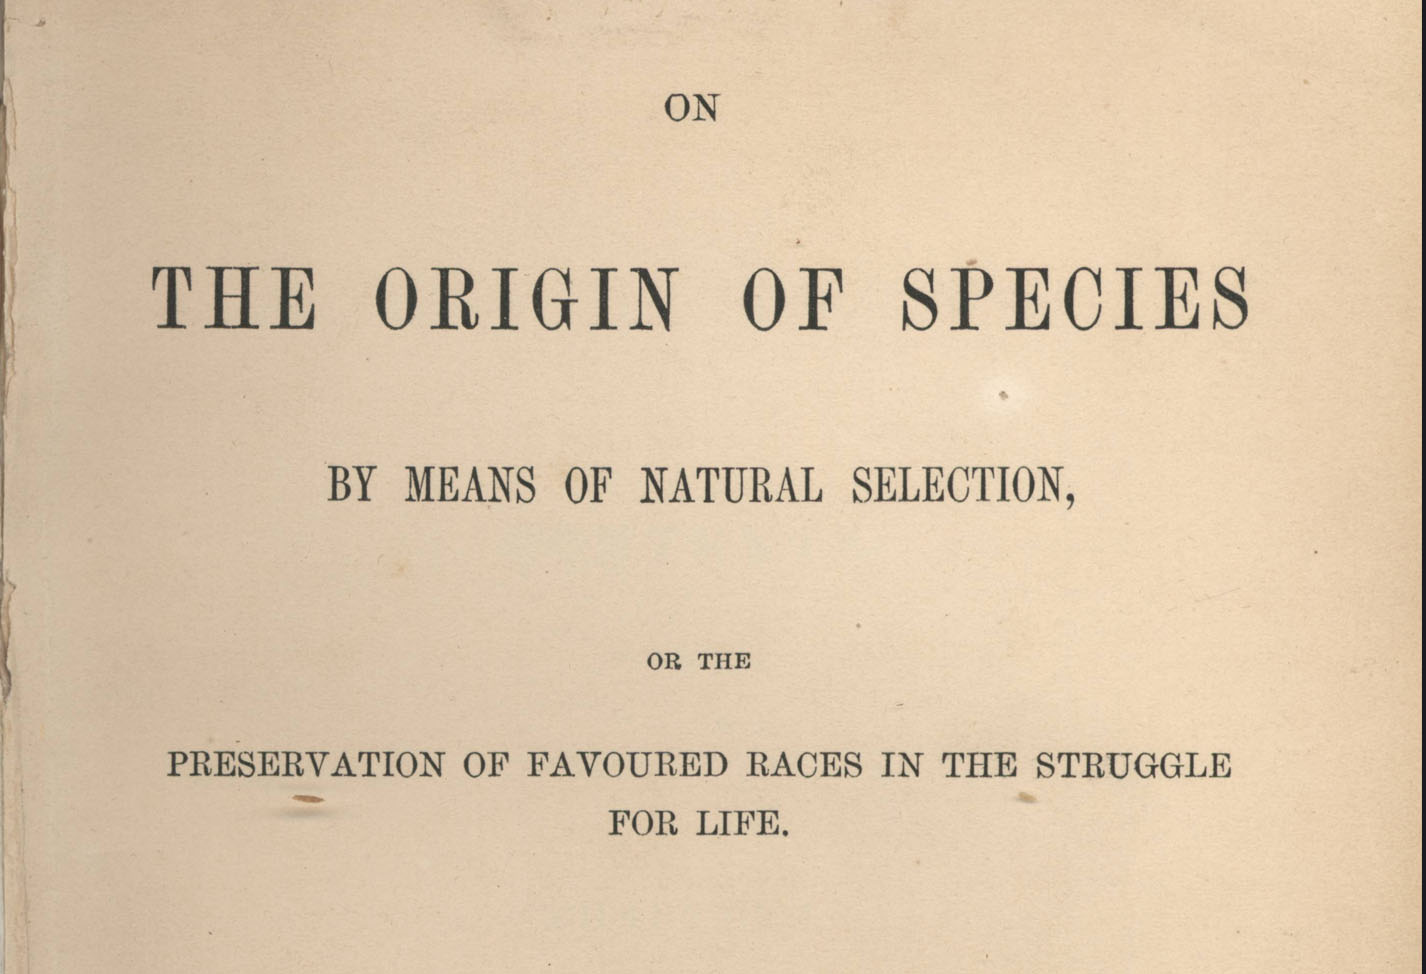 ON
THE ORIGIN OF SPECIES
BY MEANS OF NATURAL SELECTION,
OR THE
PRESERVATION OF FAVOURED RACES IN THE STRUGGLE
FOR LIFE.